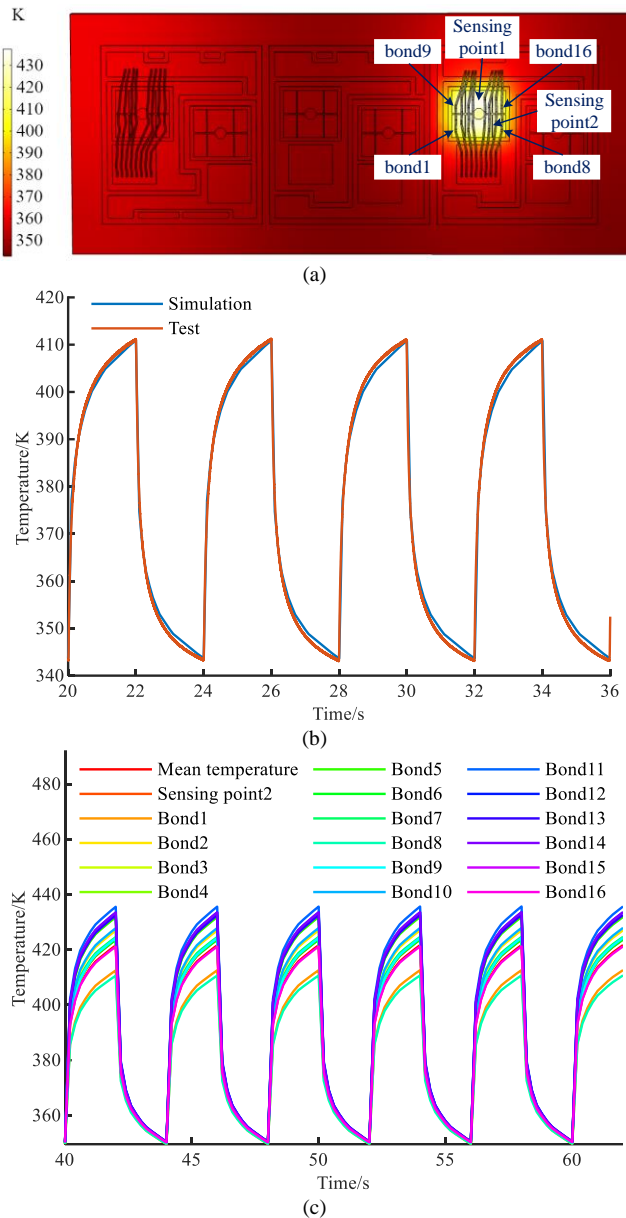 K
430
420
410
400
390
380
370
360
350
bond9
Sensing
point1
bond16
Sensing
point2
bond1
bond8
(a)
420
410
400
390
380
370
360
350
340
Temperature/K
Simulation
Test
20 22 24 26 28 30 32 34 36
Time/s
(b)
480
460
440
420
400
380
360
Temperature/K
Mean temperature
Sensing point2
Bond1
Bond2
Bond3
Bond4
Bond5
Bond6
Bond7
Bond8
Bond9
Bond10
Bond11
Bond12
Bond13
Bond14
Bond15
Bond16
40 45 50 55 60
Time/s
(c)